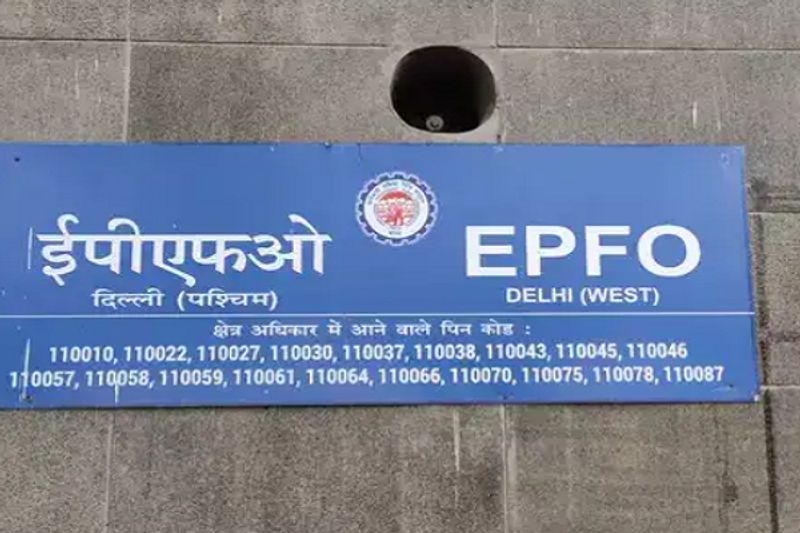 ईपीएफओ
दिल्ली (पश्चिम)
EPFO
DELHI (WEST)
क्षेत्र अधिकार में आने वाले पिन कोड :
110010, 110022, 110027, 110030, 110037, 110038, 110043, 110045, 110046
110057, 110058, 110059, 110061, 110064, 110066, 110070, 110075, 110078, 110087